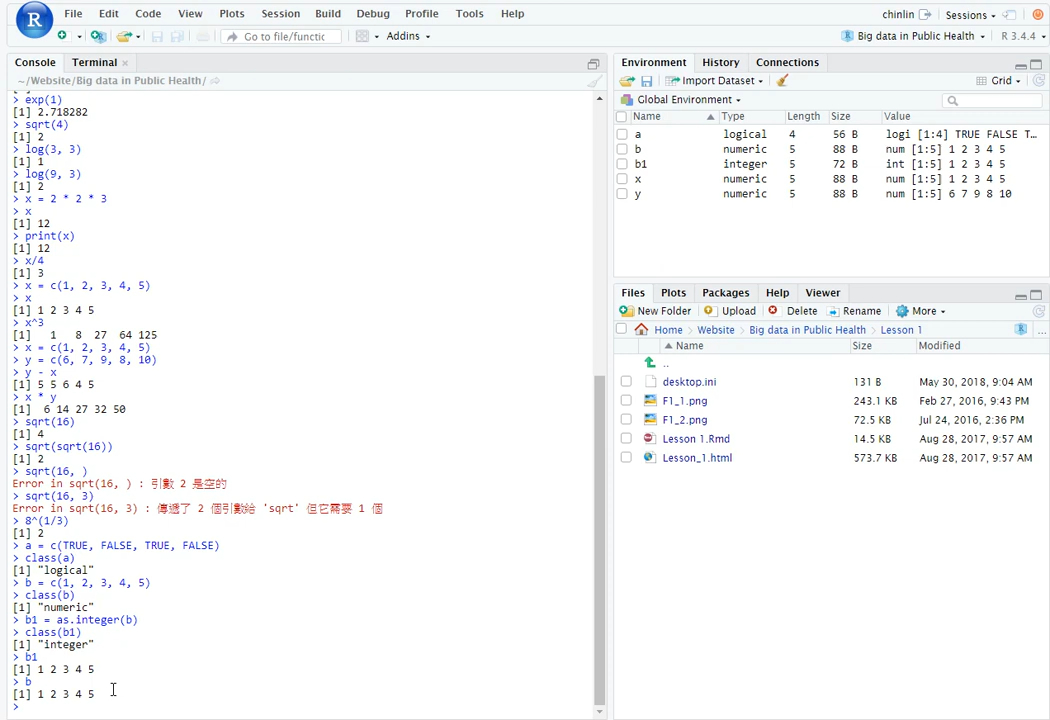 R
File Edit Code View Plots Session Build Debug Profile Tools Help
chinlin Sessions
Go to file/functic Addins
Big data in Public Health R 3.4.4
Console Terminal
~/Website/Big data in Public Health/
> exp(1)
[1] 2.718282
> sqrt(4)
[1] 2
> log(3, 3)
[1] 1
> log(9, 3)
[1] 2
> x = 2 * 2 * 3
> x
[1] 12
> print(x)
[1] 12
> x/4
[1] 3
> x = c(1, 2, 3, 4, 5)
> x
[1] 1 2 3 4 5
> x^3
[1]   1   8  27  64 125
> x = c(1, 2, 3, 4, 5)
> y = c(6, 7, 9, 8, 10)
> y - x
[1] 5 5 6 4 5
> x * y
[1]  6 14 27 32 50
> sqrt(16)
[1] 4
> sqrt(sqrt(16))
[1] 2
> sqrt(16, )
Error in sqrt(16, ) : 引數 2 是空的
> sqrt(16, 3)
Error in sqrt(16, 3) : 傳遞了 2 個引數給 'sqrt' 但它需要 1 個
> 8^(1/3)
[1] 2
> a = c(TRUE, FALSE, TRUE, FALSE)
> class(a)
[1] "logical"
> b = c(1, 2, 3, 4, 5)
> class(b)
[1] "numeric"
> b1 = as.integer(b)
> class(b1)
[1] "integer"
> b1
[1] 1 2 3 4 5
> b
[1] 1 2 3 4 5
>
Environment History Connections
Import Dataset Grid
Global Environment
Name Type Length Size Value
a logical 4 56 B logi [1:4] TRUE FALSE T…
b numeric 5 88 B num [1:5] 1 2 3 4 5
b1 integer 5 72 B int [1:5] 1 2 3 4 5
x numeric 5 88 B num [1:5] 1 2 3 4 5
y numeric 5 88 B num [1:5] 6 7 9 8 10
Files Plots Packages Help Viewer
New Folder Upload Delete Rename More
Home Website Big data in Public Health Lesson 1 ...
Name Size Modified
..
desktop.ini 131 B May 30, 2018, 9:04 AM
F1_1.png 243.1 KB Feb 27, 2016, 9:43 PM
F1_2.png 72.5 KB Jul 24, 2016, 2:36 PM
Lesson 1.Rmd 14.5 KB Aug 28, 2017, 9:57 AM
Lesson_1.html 573.7 KB Aug 28, 2017, 9:57 AM